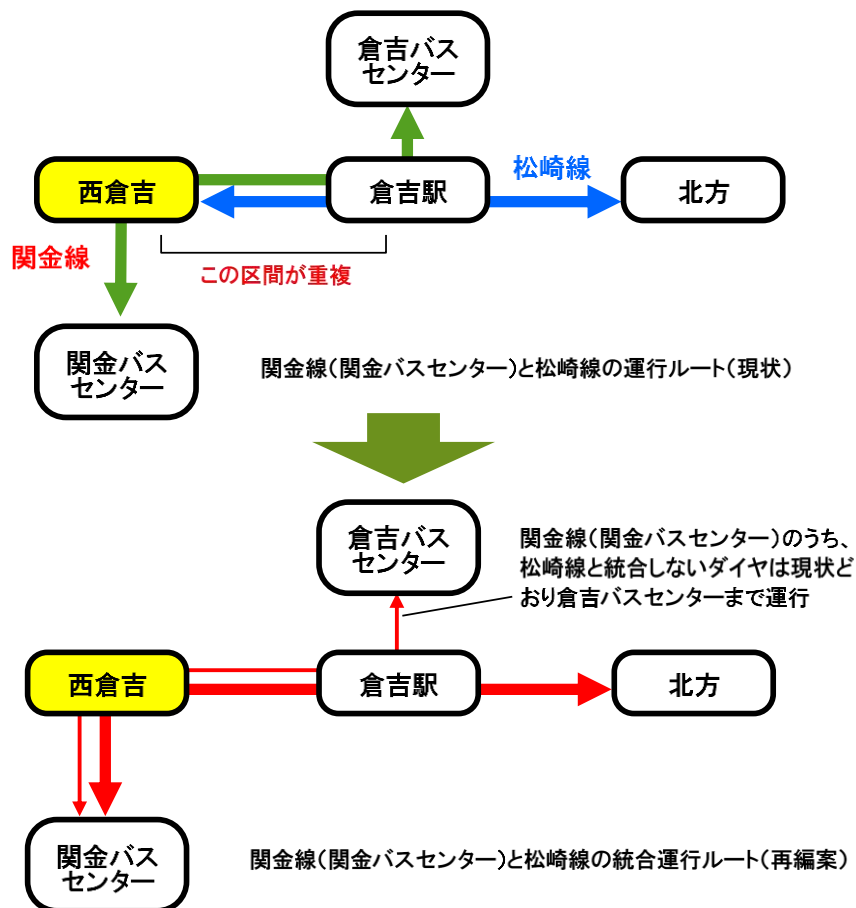 倉吉バス
センター
松崎線
西倉吉
倉吉駅
北方
関金線
この区間が重複
関金バス
センター
関金線(関金バスセンター)と松崎線の運行ルート(現状)
倉吉バス
センター
関金線(関金バスセンター)のうち、
松崎線と統合しないダイヤは現状ど
おり倉吉バスセンターまで運行
西倉吉
倉吉駅
北方
関金バス
センター
関金線(関金バスセンター)と松崎線の統合運行ルート(再編案)